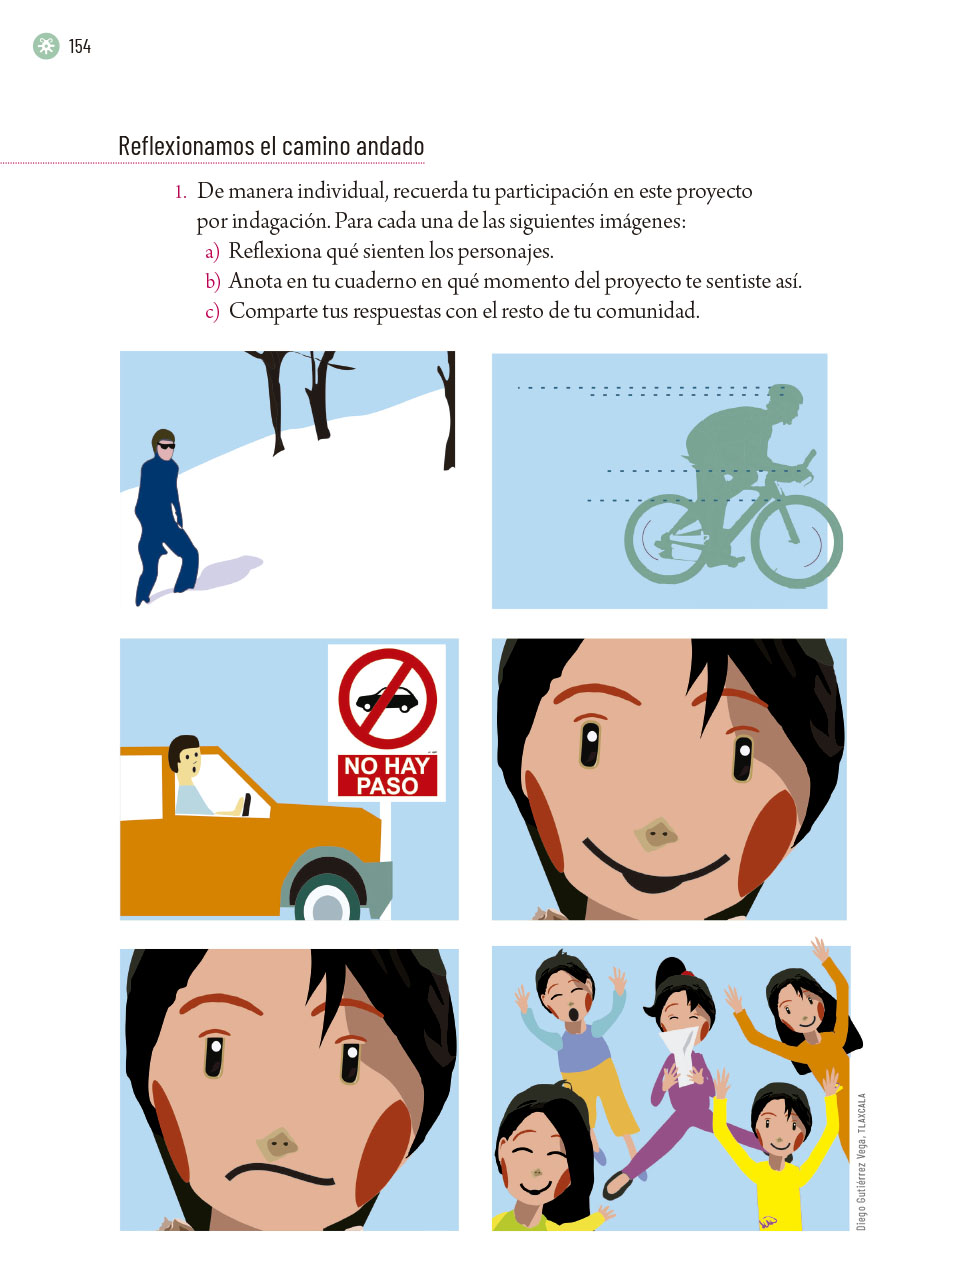 154
Reflexionamos el camino andado
1. De manera individual, recuerda tu participación en este proyecto
por indagación. Para cada una de las siguientes imágenes:
a) Reflexiona qué sienten los personajes.
b) Anota en tu cuaderno en qué momento del proyecto te sentiste así.
c) Comparte tus respuestas con el resto de tu comunidad.
NO HAY
PASO
Diego Gutiérrez Vega, TLAXCALA